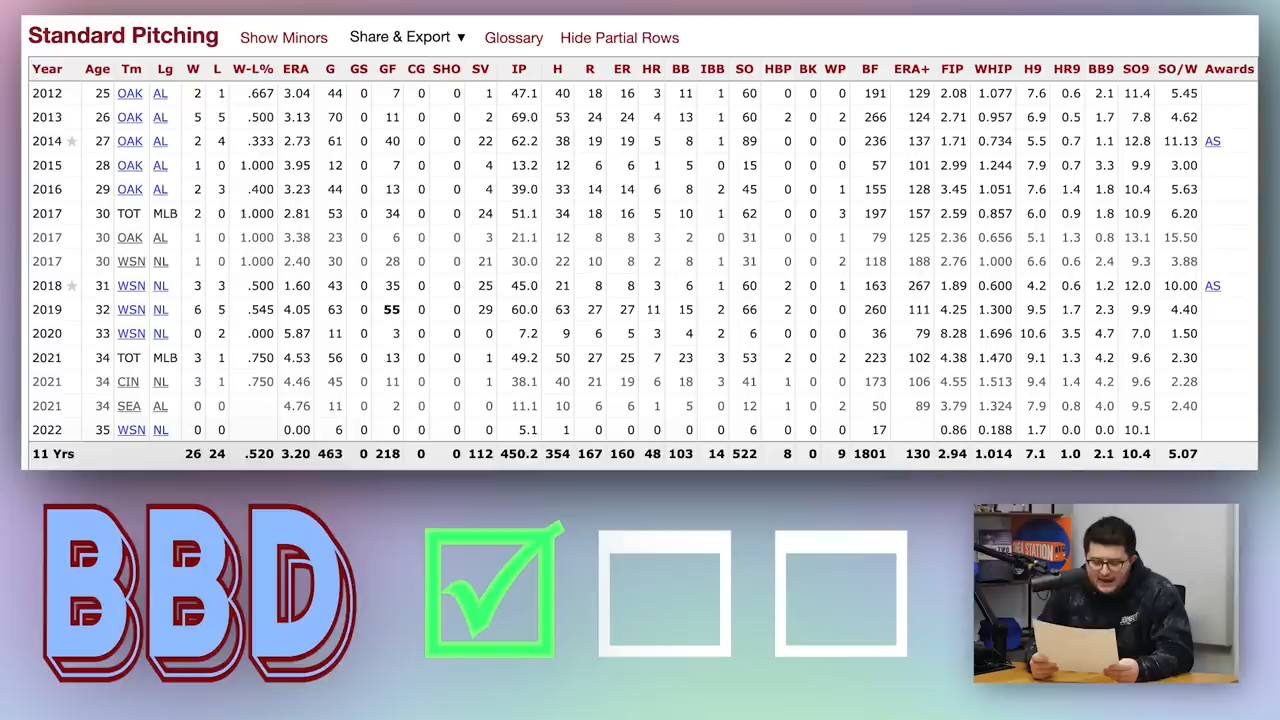 Standard Pitching Show Minors Share & Export ▼ Glossary Hide Partial Rows
Year Age Tm Lg W L W-L% ERA G GS GF CG SHO SV IP H R ER HR BB IBB SO HBP BK WP BF ERA+ FIP WHIP H9 HR9 BB9 SO9 SO/W Awards
2012 25 OAK AL 2 1 .667 3.04 44 0 7 0 0 1 47.1 40 18 16 3 11 1 60 0 0 0 191 129 2.08 1.077 7.6 0.6 2.1 11.4 5.45
2013 26 OAK AL 5 5 .500 3.13 70 0 11 0 0 2 69.0 53 24 24 4 13 2 60 2 0 2 266 124 2.71 0.957 6.9 0.5 1.7 7.8 4.62
2014 ★ 27 OAK AL 2 4 .333 2.73 61 0 40 0 0 22 62.2 38 19 19 5 8 1 89 0 0 0 236 137 1.71 0.734 5.5 0.7 1.1 12.8 11.13 AS
2015 28 OAK AL 1 0 1.000 3.95 12 0 7 0 0 4 13.2 12 6 6 1 5 0 15 0 0 0 57 101 2.99 1.244 7.9 0.7 3.3 9.9 3.00
2016 29 OAK AL 2 3 .400 3.23 44 0 13 0 0 4 39.0 33 14 14 6 8 2 45 0 0 1 155 128 3.45 1.051 7.6 1.4 1.8 10.4 5.63
2017 30 TOT MLB 2 0 1.000 2.81 53 0 34 0 0 24 51.1 34 18 16 5 10 1 62 0 0 3 197 157 2.59 0.857 6.0 0.9 1.8 10.9 6.20
2017 30 OAK AL 1 0 1.000 3.38 23 0 6 0 0 3 21.1 12 8 8 3 2 0 31 0 0 1 79 125 2.36 0.656 5.1 1.3 0.8 13.1 15.50
2017 30 WSN NL 1 0 1.000 2.40 30 0 28 0 0 21 30.0 22 10 8 2 8 1 31 0 0 2 118 188 2.76 1.000 6.6 0.6 2.4 9.3 3.88
2018 ★ 31 WSN NL 3 3 .500 1.60 43 0 35 0 0 25 45.0 21 8 8 3 6 1 60 2 0 1 163 267 1.89 0.600 4.2 0.6 1.2 12.0 10.00 AS
2019 32 WSN NL 6 5 .545 4.05 63 0 55 0 0 29 60.0 63 27 27 11 15 2 66 2 0 0 260 111 4.25 1.300 9.5 1.7 2.3 9.9 4.40
2020 33 WSN NL 0 2 .000 5.87 11 0 3 0 0 0 7.2 9 6 5 3 4 2 6 0 0 0 36 79 8.28 1.696 10.6 3.5 4.7 7.0 1.50
2021 34 TOT MLB 3 1 .750 4.53 56 0 13 0 0 1 49.2 50 27 25 7 23 3 53 2 0 2 223 102 4.38 1.470 9.1 1.3 4.2 9.6 2.30
2021 34 CIN NL 3 1 .750 4.46 45 0 11 0 0 1 38.1 40 21 19 6 18 3 41 1 0 0 173 106 4.55 1.513 9.4 1.4 4.2 9.6 2.28
2021 34 SEA AL 0 0 4.76 11 0 2 0 0 0 11.1 10 6 6 1 5 0 12 1 0 2 50 89 3.79 1.324 7.9 0.8 4.0 9.5 2.40
2022 35 WSN NL 0 0 0.00 6 0 0 0 0 0 5.1 1 0 0 0 0 0 6 0 0 0 17 0.86 0.188 1.7 0.0 0.0 10.1
11 Yrs 26 24 .520 3.20 463 0 218 0 0 112 450.2 354 167 160 48 103 14 522 8 0 9 1801 130 2.94 1.014 7.1 1.0 2.1 10.4 5.07
BBD